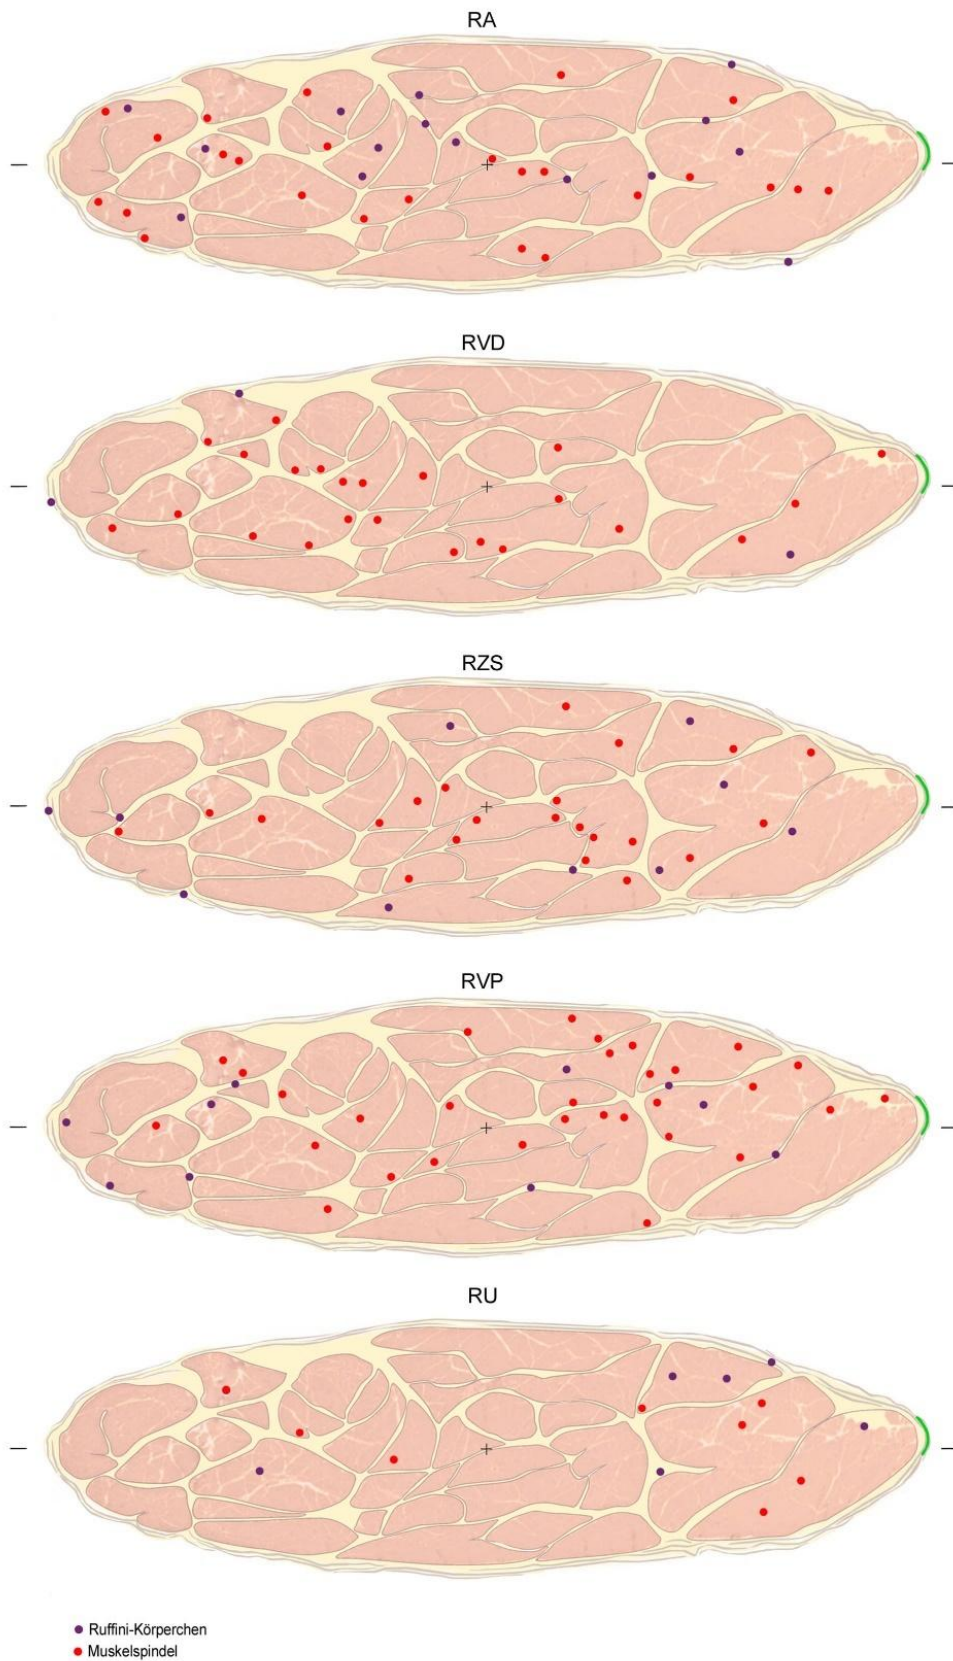 RA
RVD
RZS
RVP
RU
Ruffini-Körperchen
Muskelspindel